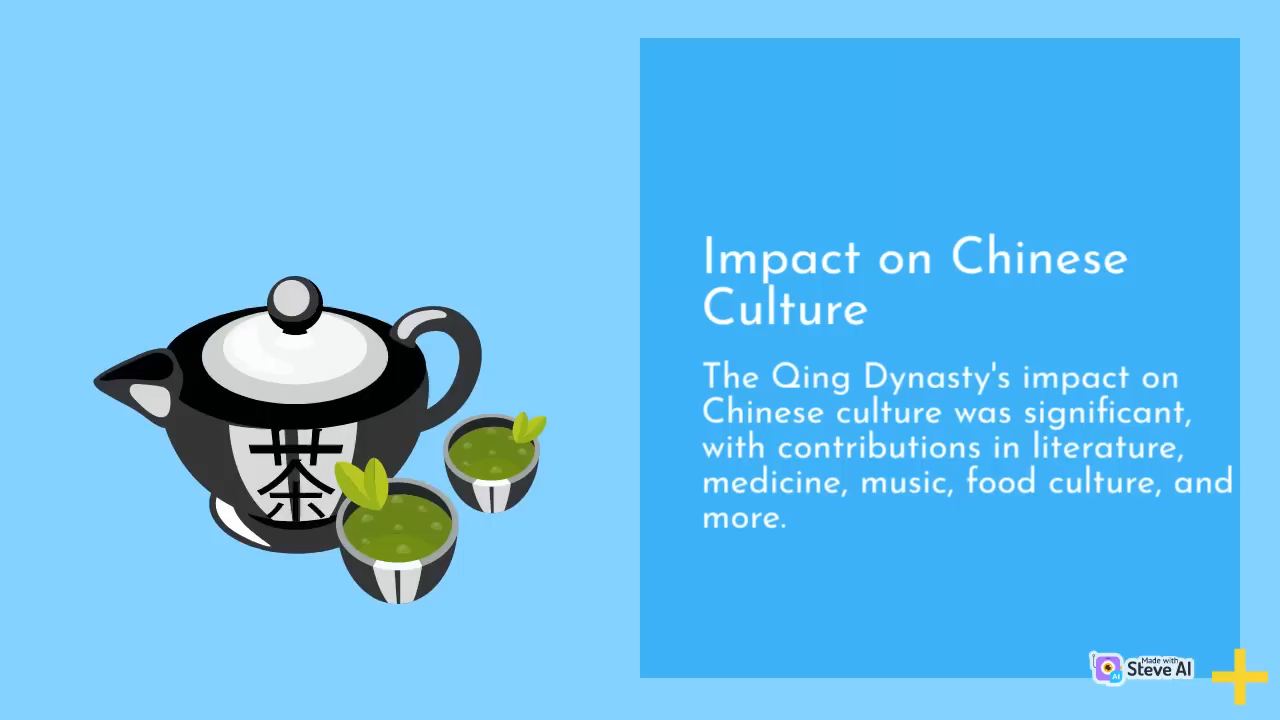 Impact on Chinese
Culture
The Qing Dynasty's impact on
Chinese culture was significant,
with contributions in literature,
medicine, music, food culture, and
more.
茶
Made with
Steve AI
AI